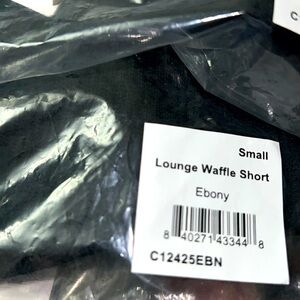 Small
Lounge Waffle Short
Ebony
8 40271 43344 8
C12425EBN
C